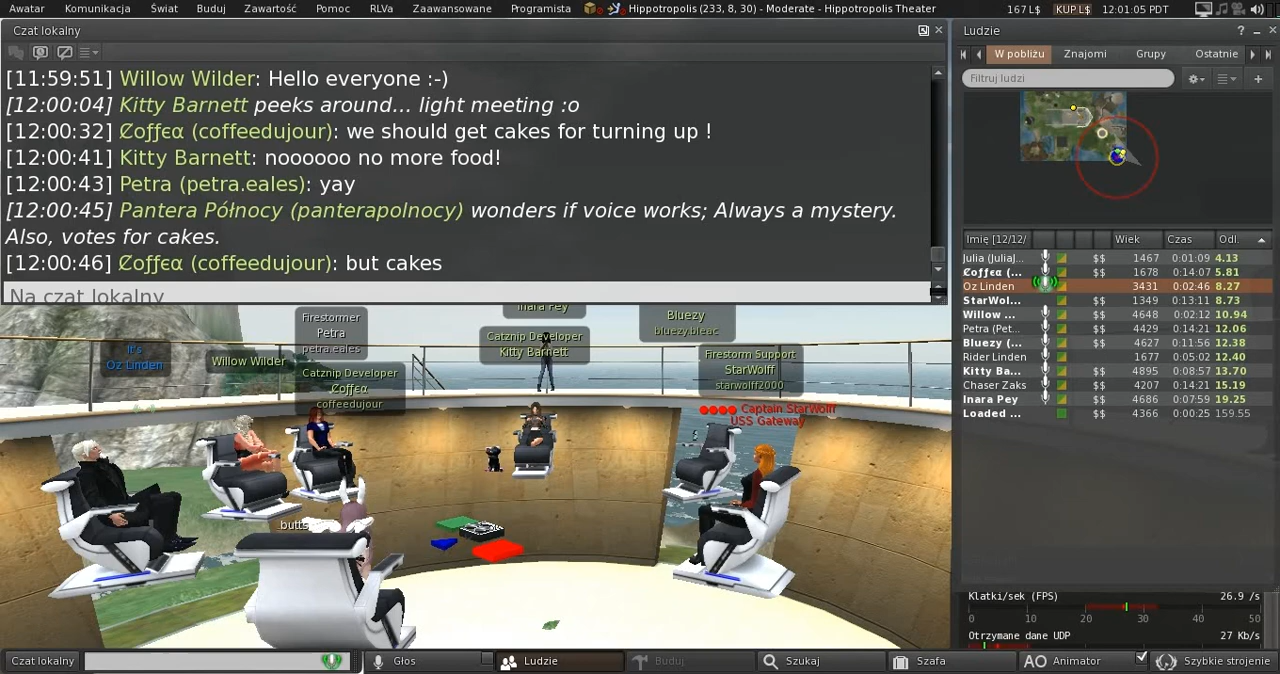 Awatar Komunikacja Świat Buduj Zawartość Pomoc RLVa Zaawansowane Programista Hippotropolis (233, 8, 30) - Moderate - Hippotropolis Theater 167 L$ KUP L$ 12:01:05 PDT
Czat lokalny
[11:59:51] Willow Wilder: Hello everyone :-)
[12:00:04] Kitty Barnett peeks around... light meeting :o
[12:00:32] Ȼoƒƒєα (coffeedujour): we should get cakes for turning up !
[12:00:41] Kitty Barnett: noooooo no more food!
[12:00:43] Petra (petra.eales): yay
[12:00:45] Pantera Północy (panterapolnocy) wonders if voice works; Always a mystery.
Also, votes for cakes.
[12:00:46] Ȼoƒƒєα (coffeedujour): but cakes
Na czat lokalny
Inara Pey
Firestormer
Petra
petra.eales
Bluezy
bluezy.bleac
Catznip Developer
Kitty Barnett
It's
Oz Linden
Willow Wilder
Catznip Developer
Ȼoƒƒєα
coffeedujour
Firestorm Support
StarWolff
starwolff2000
Captain StarWolff
USS Gateway
butts
Ludzie
W pobliżu Znajomi Grupy Ostatnie
Filtruj ludzi
Imię [12/12/ Wiek Czas Odl.
Julia (JuliaJ... $$ 1467 0:01:09 4.13
Ȼoƒƒєα (... $$ 1678 0:14:07 5.81
Oz Linden 3431 0:02:46 8.27
StarWol... $$ 1349 0:13:11 8.73
Willow ... $$ 4648 0:02:12 10.94
Petra (Pet... $$ 4429 0:14:21 12.06
Bluezy (... $$ 4627 0:11:56 12.38
Rider Linden 1677 0:05:02 12.40
Kitty Ba... $$ 4895 0:08:57 13.70
Chaser Zaks $$ 4207 0:14:21 15.19
Inara Pey $$ 4686 0:07:59 19.25
Loaded ... $$ 4366 0:00:25 159.55
Klatki/sek (FPS) 26.9 /s
0 10 20 30 40 50
Otrzymane dane UDP 27 Kb/s
Czat lokalny Głos Ludzie Buduj Szukaj Szafa AO Animator Szybkie strojenie